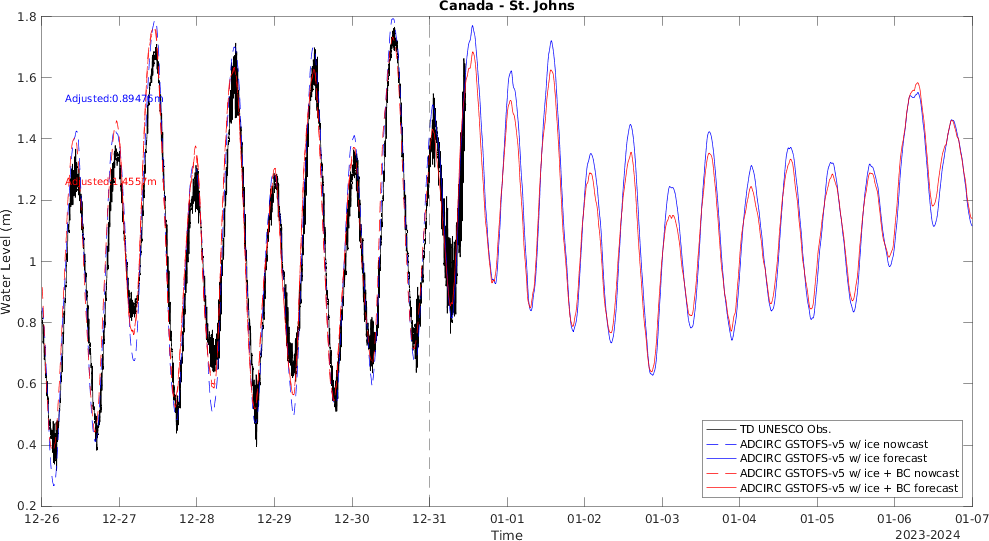 Canada - St. Johns
1.8
1.6
1.4
1.2
1
0.8
0.6
0.4
0.2
Water Level (m)
Adjusted:0.89475m
12-26
12-27
12-28
12-29
12-30
12-31
01-01
01-02
01-03
01-04
01-05
01-06
01-07
Time
2023-2024
TD UNESCO Obs.
ADCIRC GSTOFS-v5 w/ ice nowcast
ADCIRC GSTOFS-v5 w/ ice forecast
ADCIRC GSTOFS-v5 w/ ice + BC nowcast
ADCIRC GSTOFS-v5 w/ ice + BC forecast